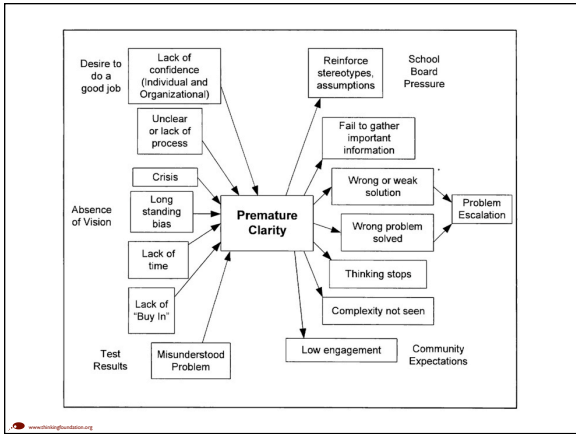 Desire to
do a
good job
Lack of
confidence
(Individual and
Organizational)
Unclear
or lack of
process
Crisis
Long
standing
bias
Absence
of Vision
Lack of
time
Lack of
"Buy In"
Test
Results
Misunderstood
Problem
Premature
Clarity
Reinforce
stereotypes,
assumptions
School
Board
Pressure
Fail to gather
important
information
Wrong or weak
solution
Wrong problem
solved
Problem
Escalation
Thinking stops
Complexity not seen
Low engagement
Community
Expectations
www.thinkingfoundation.org